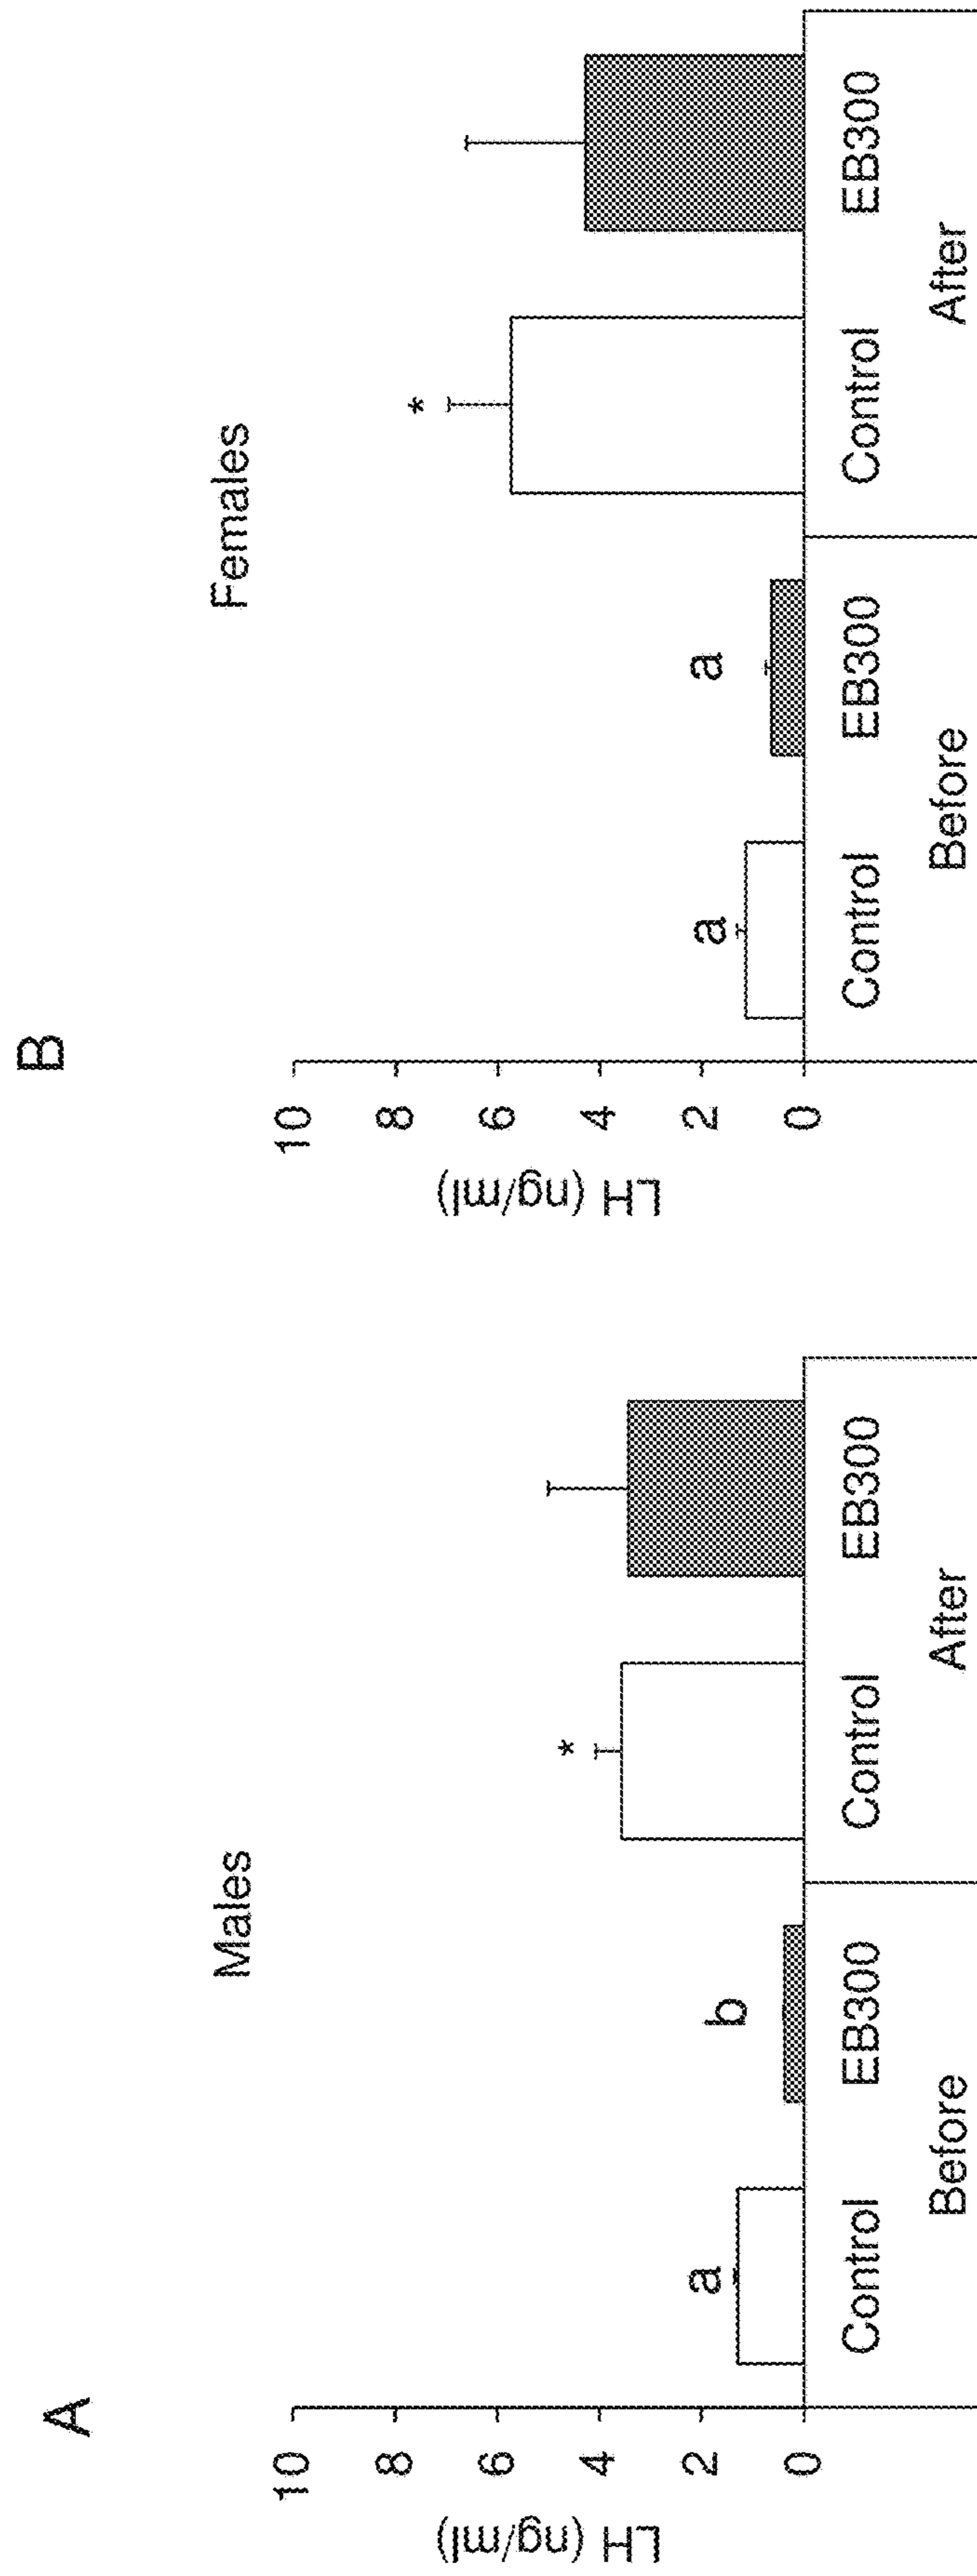 A
Males
LH (ng/ml)
10
8
6
4
2
0
a
b
*
Control
EB300
Control
EB300
Before
After
B
Females
LH (ng/ml)
10
8
6
4
2
0
a
a
*
Control
EB300
Control
EB300
Before
After